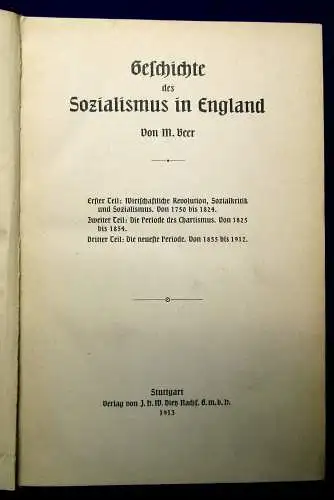 Geschichte
des
Sozialismus in England
Von M. Beer
Erster Teil: Wirtschaftliche Revolution, Sozialkritik
und Sozialismus. Von 1750 bis 1824.
Zweiter Teil: Die Periode des Chartismus. Von 1825
bis 1854.
Dritter Teil: Die neueste Periode. Von 1855 bis 1912.
Stuttgart
Verlag von J. H. W. Dietz Nachf. G.m.b.H.
1913